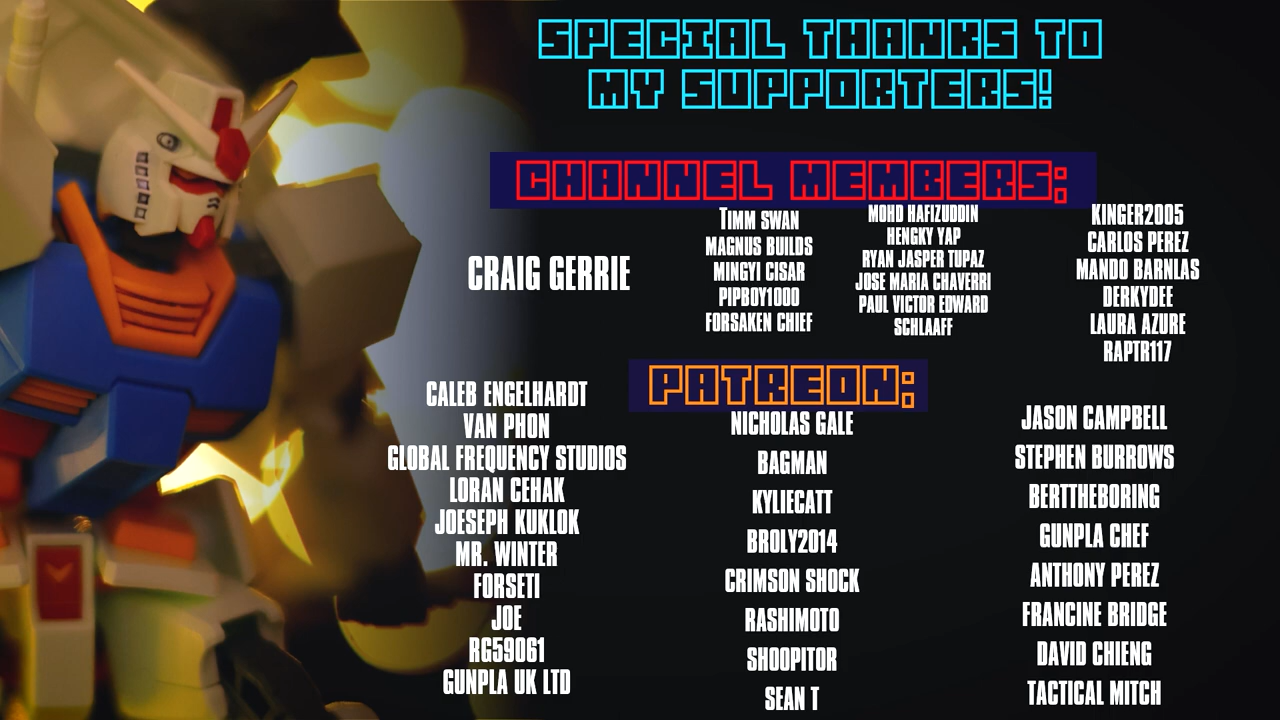 SPECIAL THANKS TO
MY SUPPORTERS!
CHANNEL MEMBERS:
CRAIG GERRIE
TIMM SWAN
MAGNUS BUILDS
MINGYI CISAR
PIPBOY1000
FORSAKEN CHIEF
MOHD HAFIZUDDIN
HENGKY YAP
RYAN JASPER TUPAZ
JOSE MARIA CHAVERRI
PAUL VICTOR EDWARD
SCHLAAFF
KINGER2005
CARLOS PEREZ
MANDO BARNLAS
DERKYDEE
LAURA AZURE
RAPTR117
PATREON:
CALEB ENGELHARDT
VAN PHON
GLOBAL FREQUENCY STUDIOS
LORAN CEHAK
JOESEPH KUKLOK
MR. WINTER
FORSETI
JOE
RG59061
GUNPLA UK LTD
NICHOLAS GALE
BAGMAN
KYLIECATT
BROLY2014
CRIMSON SHOCK
RASHIMOTO
SHOOPITOR
SEAN T
JASON CAMPBELL
STEPHEN BURROWS
BERTTHEBORING
GUNPLA CHEF
ANTHONY PEREZ
FRANCINE BRIDGE
DAVID CHIENG
TACTICAL MITCH